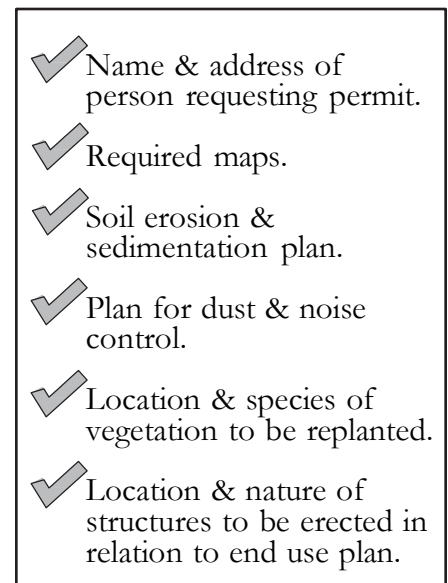 Name & address of
person requesting permit.
Required maps.
Soil erosion &
sedimentation plan.
Plan for dust & noise
control.
Location & species of
vegetation to be replanted.
Location & nature of
structures to be erected in
relation to end use plan.